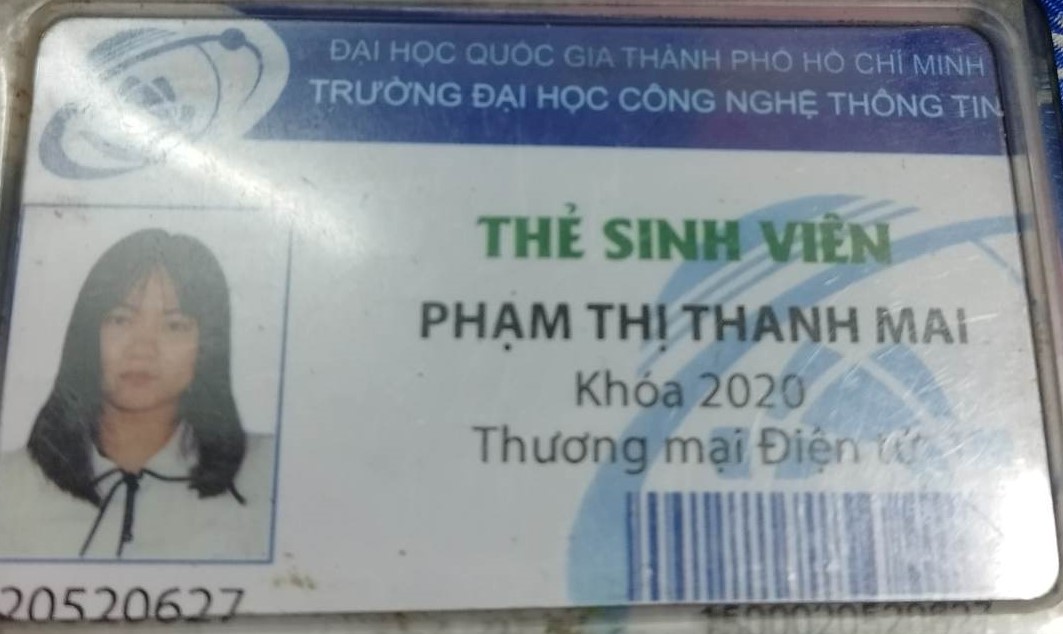 ĐẠI HỌC QUỐC GIA THÀNH PHỐ HỒ CHÍ MINH
TRƯỜNG ĐẠI HỌC CÔNG NGHỆ THÔNG TIN
THẺ SINH VIÊN
PHẠM THỊ THANH MAI
Khóa 2020
Thương mại Điện tử
20520627